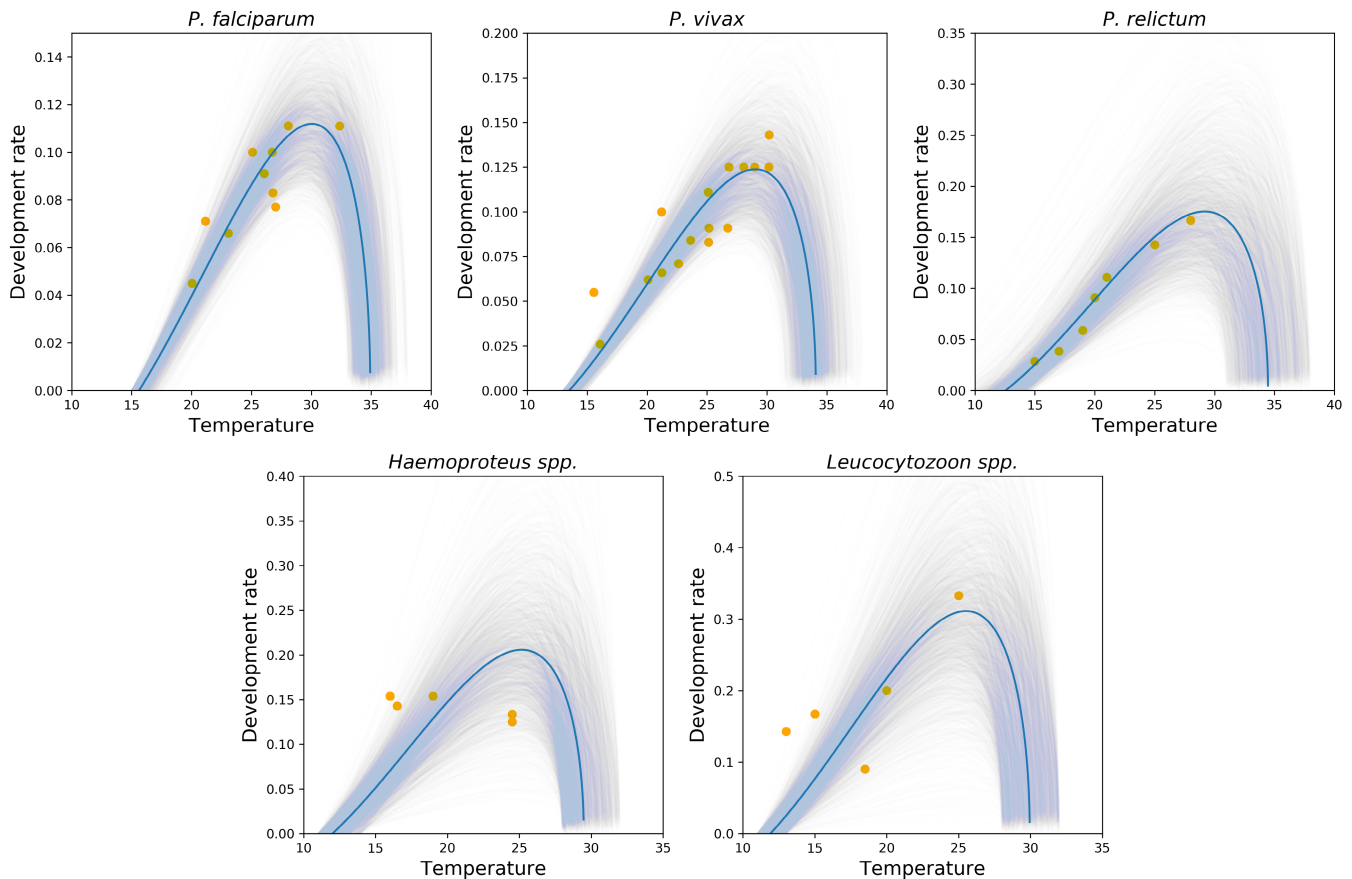 P. falciparum
P. vivax
P. relictum
Development rate
0.14
0.12
0.10
0.08
0.06
0.04
0.02
0.00
10 15 20 25 30 35 40
Temperature
Development rate
0.200
0.175
0.150
0.125
0.100
0.075
0.050
0.025
0.000
10 15 20 25 30 35 40
Temperature
Development rate
0.35
0.30
0.25
0.20
0.15
0.10
0.05
0.00
10 15 20 25 30 35 40
Temperature
Haemoproteus spp.
Leucocytozoon spp.
Development rate
0.40
0.35
0.30
0.25
0.20
0.15
0.10
0.05
0.00
10 15 20 25 30 35
Temperature
Development rate
0.5
0.4
0.3
0.2
0.1
0.0
10 15 20 25 30 35
Temperature